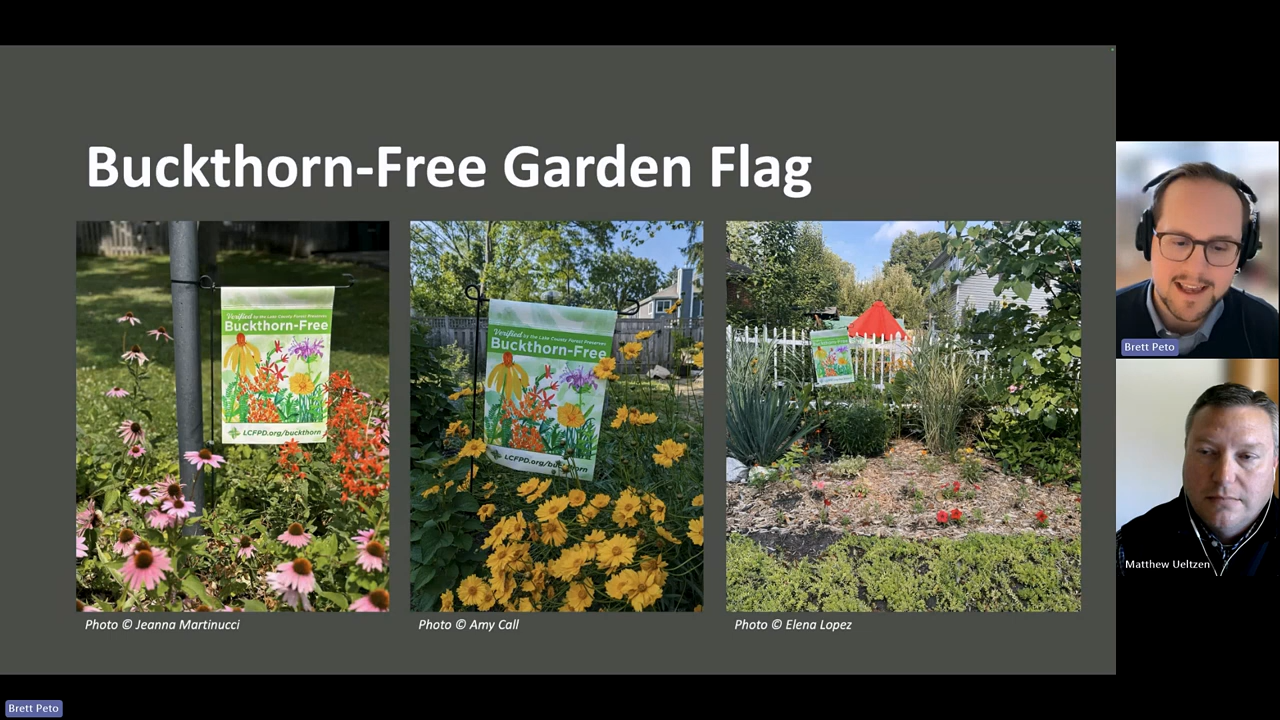 Buckthorn-Free Garden Flag
Verified by the Lake County Forest Preserves
Buckthorn-Free
LCFPD.org/buckthorn
Verified by the Lake County Forest Preserves
Buckthorn-Free
LCFPD.org/buckthorn
Buckthorn-Free
Photo © Jeanna Martinucci
Photo © Amy Call
Photo © Elena Lopez
Brett Peto
Matthew Ueltzen
Brett Peto